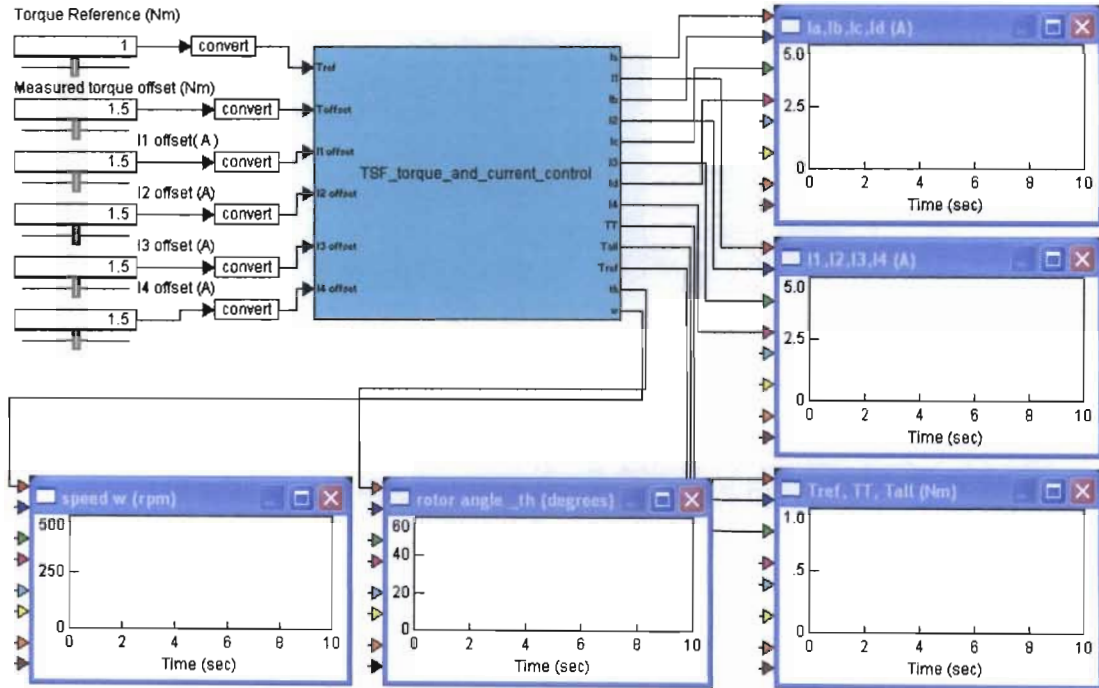 Torque Reference (Nm)
1
convert
Measured torque offset (Nm)
1.5
convert
I1 offset( A )
1.5
convert
I2 offset (A)
1.5
convert
I3 offset (A)
1.5
convert
I4 offset (A)
1.5
convert
Tref
Toffset
I1 offset
I2 offset
I3 offset
I4 offset
TSF_torque_and_current_control
Ia
I1
Ib
I2
Ic
I3
Id
I4
TT
Tall
Tref
th
w
Ia,Ib,Ic,Id (A)
5.0
2.5
0
0 2 4 6 8 10
Time (sec)
I1,I2,I3,I4 (A)
5.0
2.5
0
0 2 4 6 8 10
Time (sec)
speed w (rpm)
500
250
0
0 2 4 6 8 10
Time (sec)
rotor angle _th (degrees)
60
40
20
0
0 2 4 6 8 10
Time (sec)
Tref, TT, Tall (Nm)
1.0
.5
0
0 2 4 6 8 10
Time (sec)